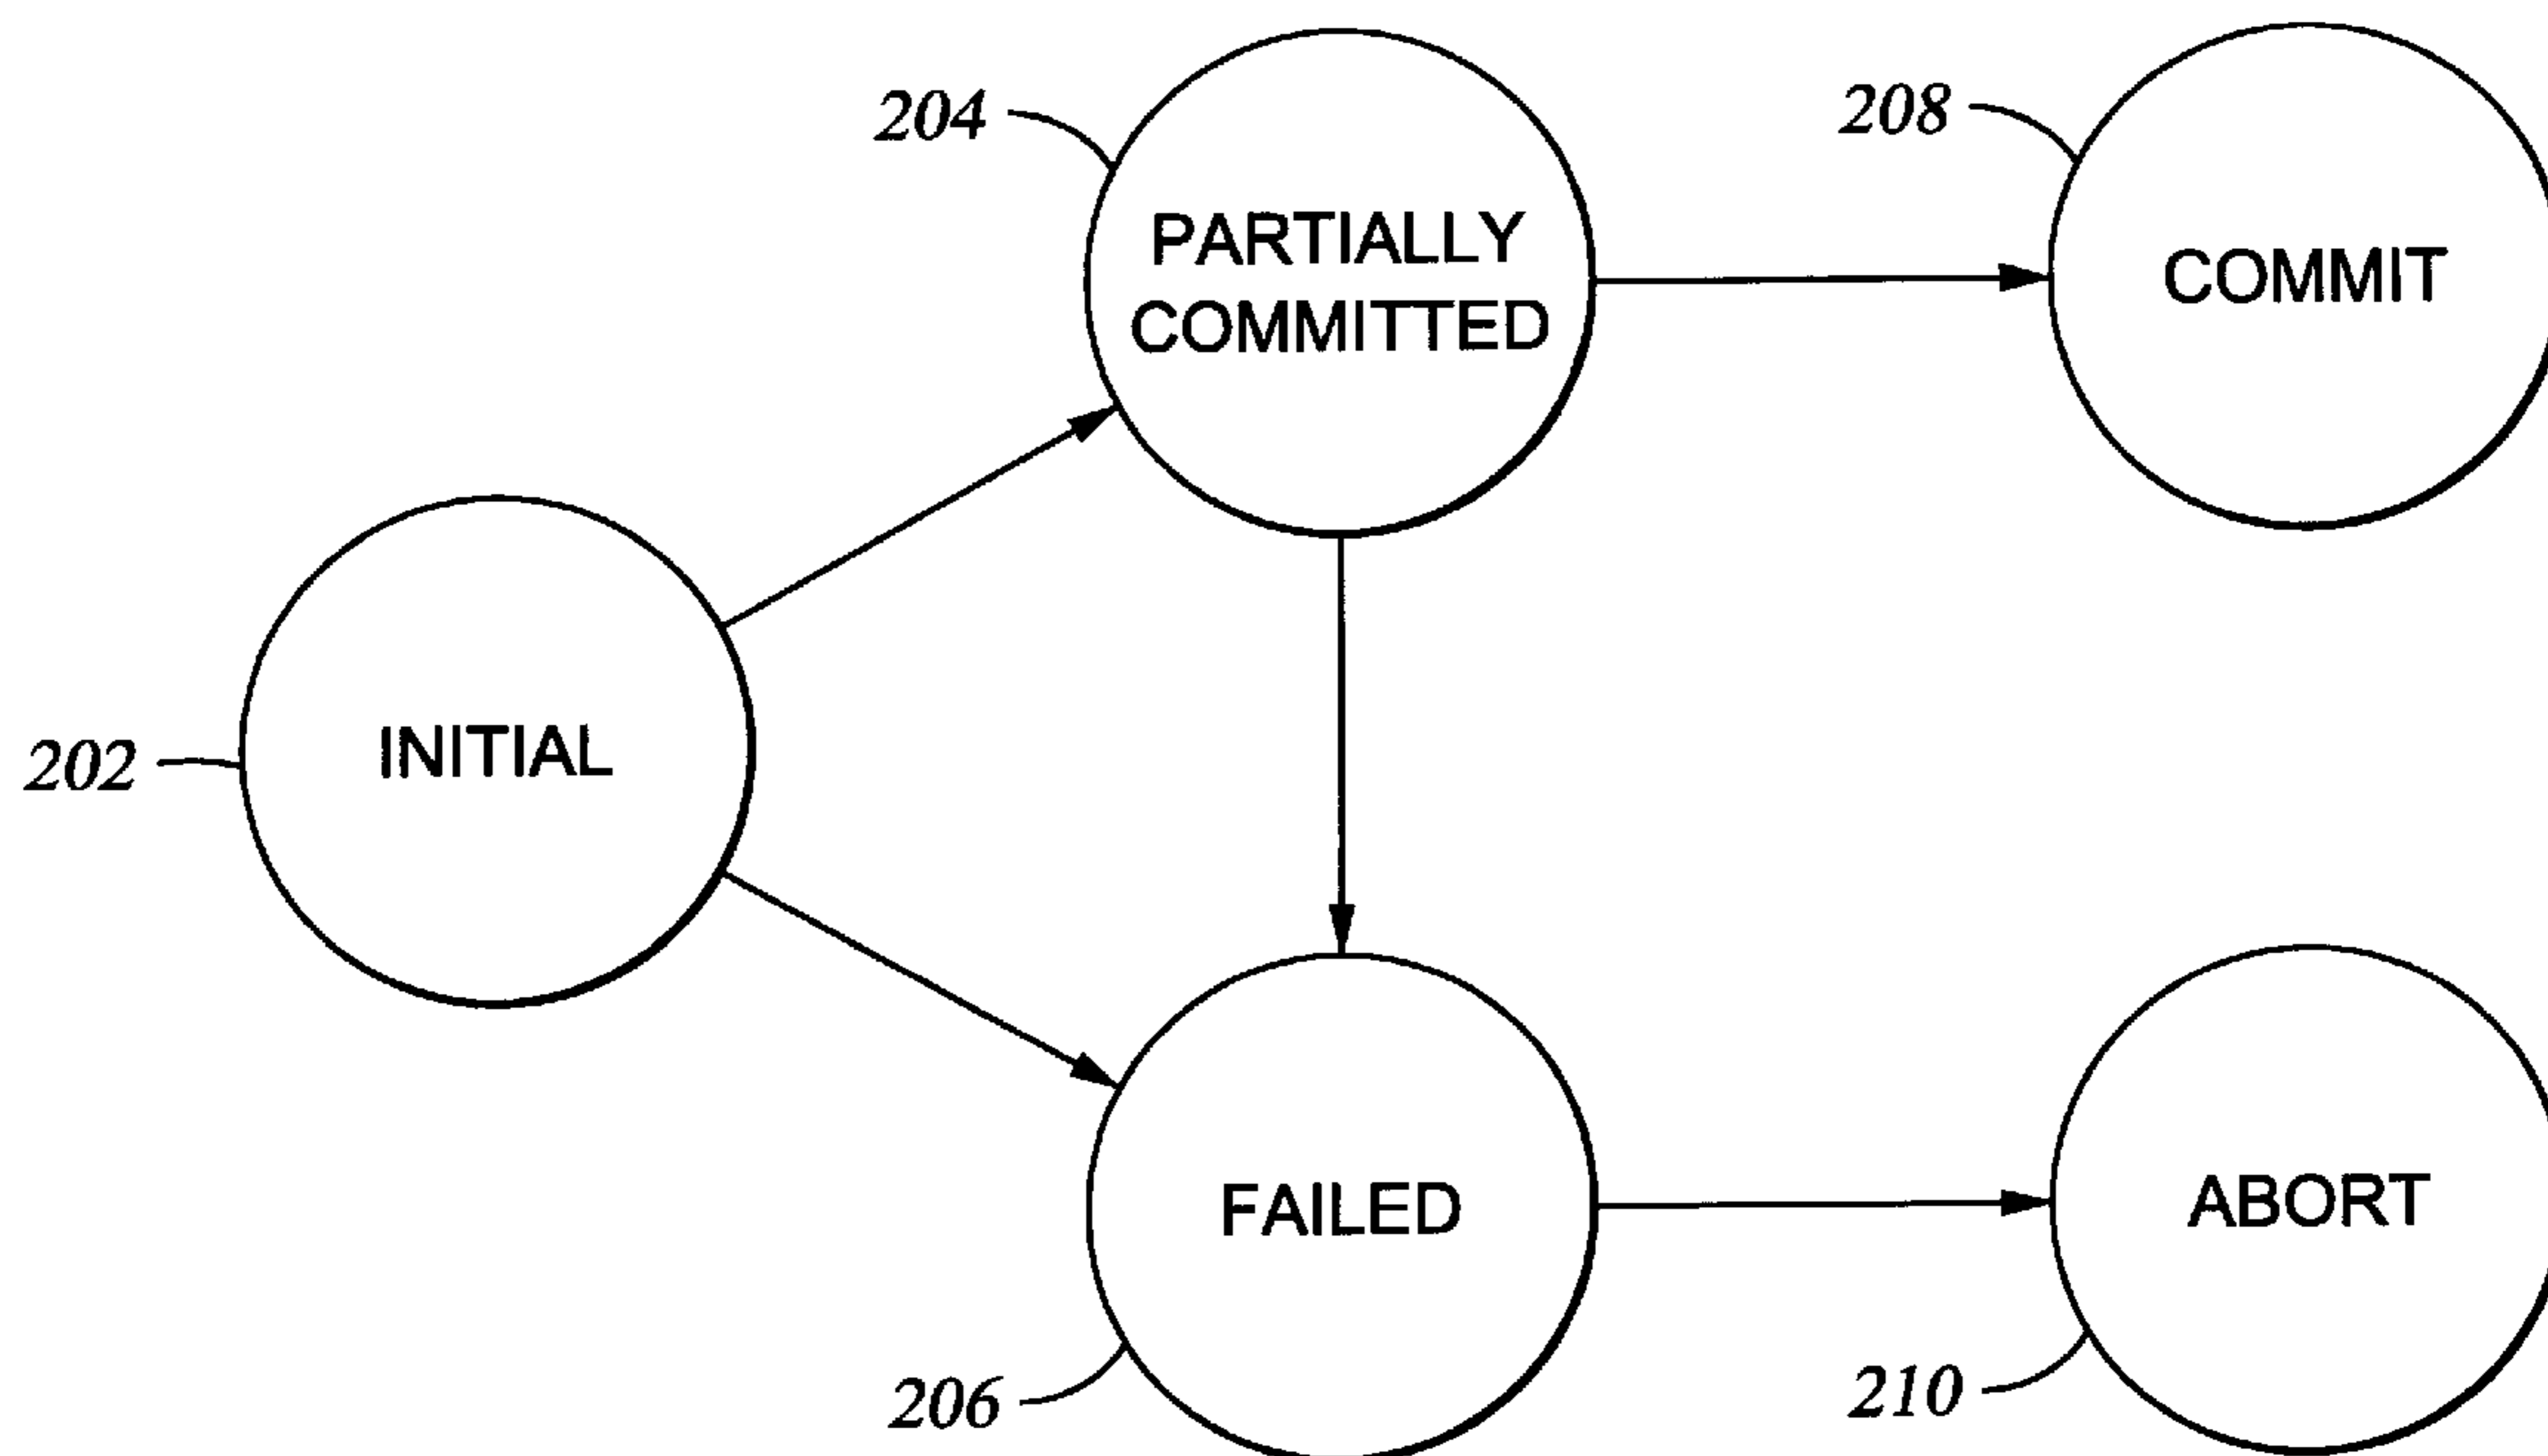 204
208
PARTIALLY
COMMITTED
COMMIT
202
INITIAL
FAILED
ABORT
206
210